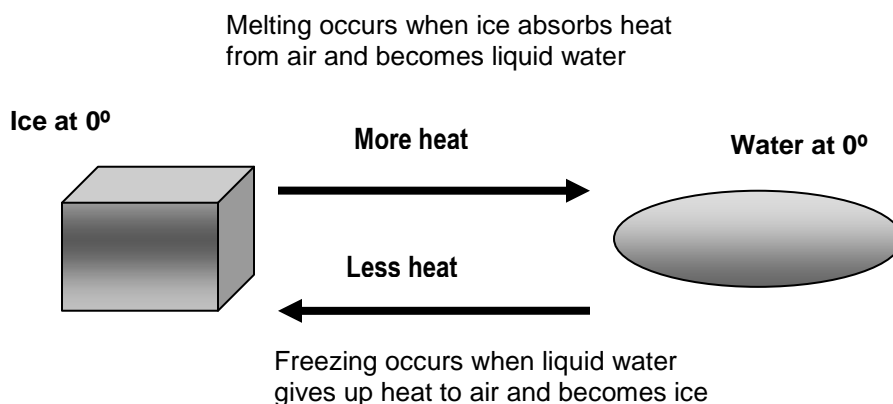 Melting occurs when ice absorbs heat
from air and becomes liquid water
Ice at 0º
More heat
Water at 0º
Less heat
Freezing occurs when liquid water
gives up heat to air and becomes ice